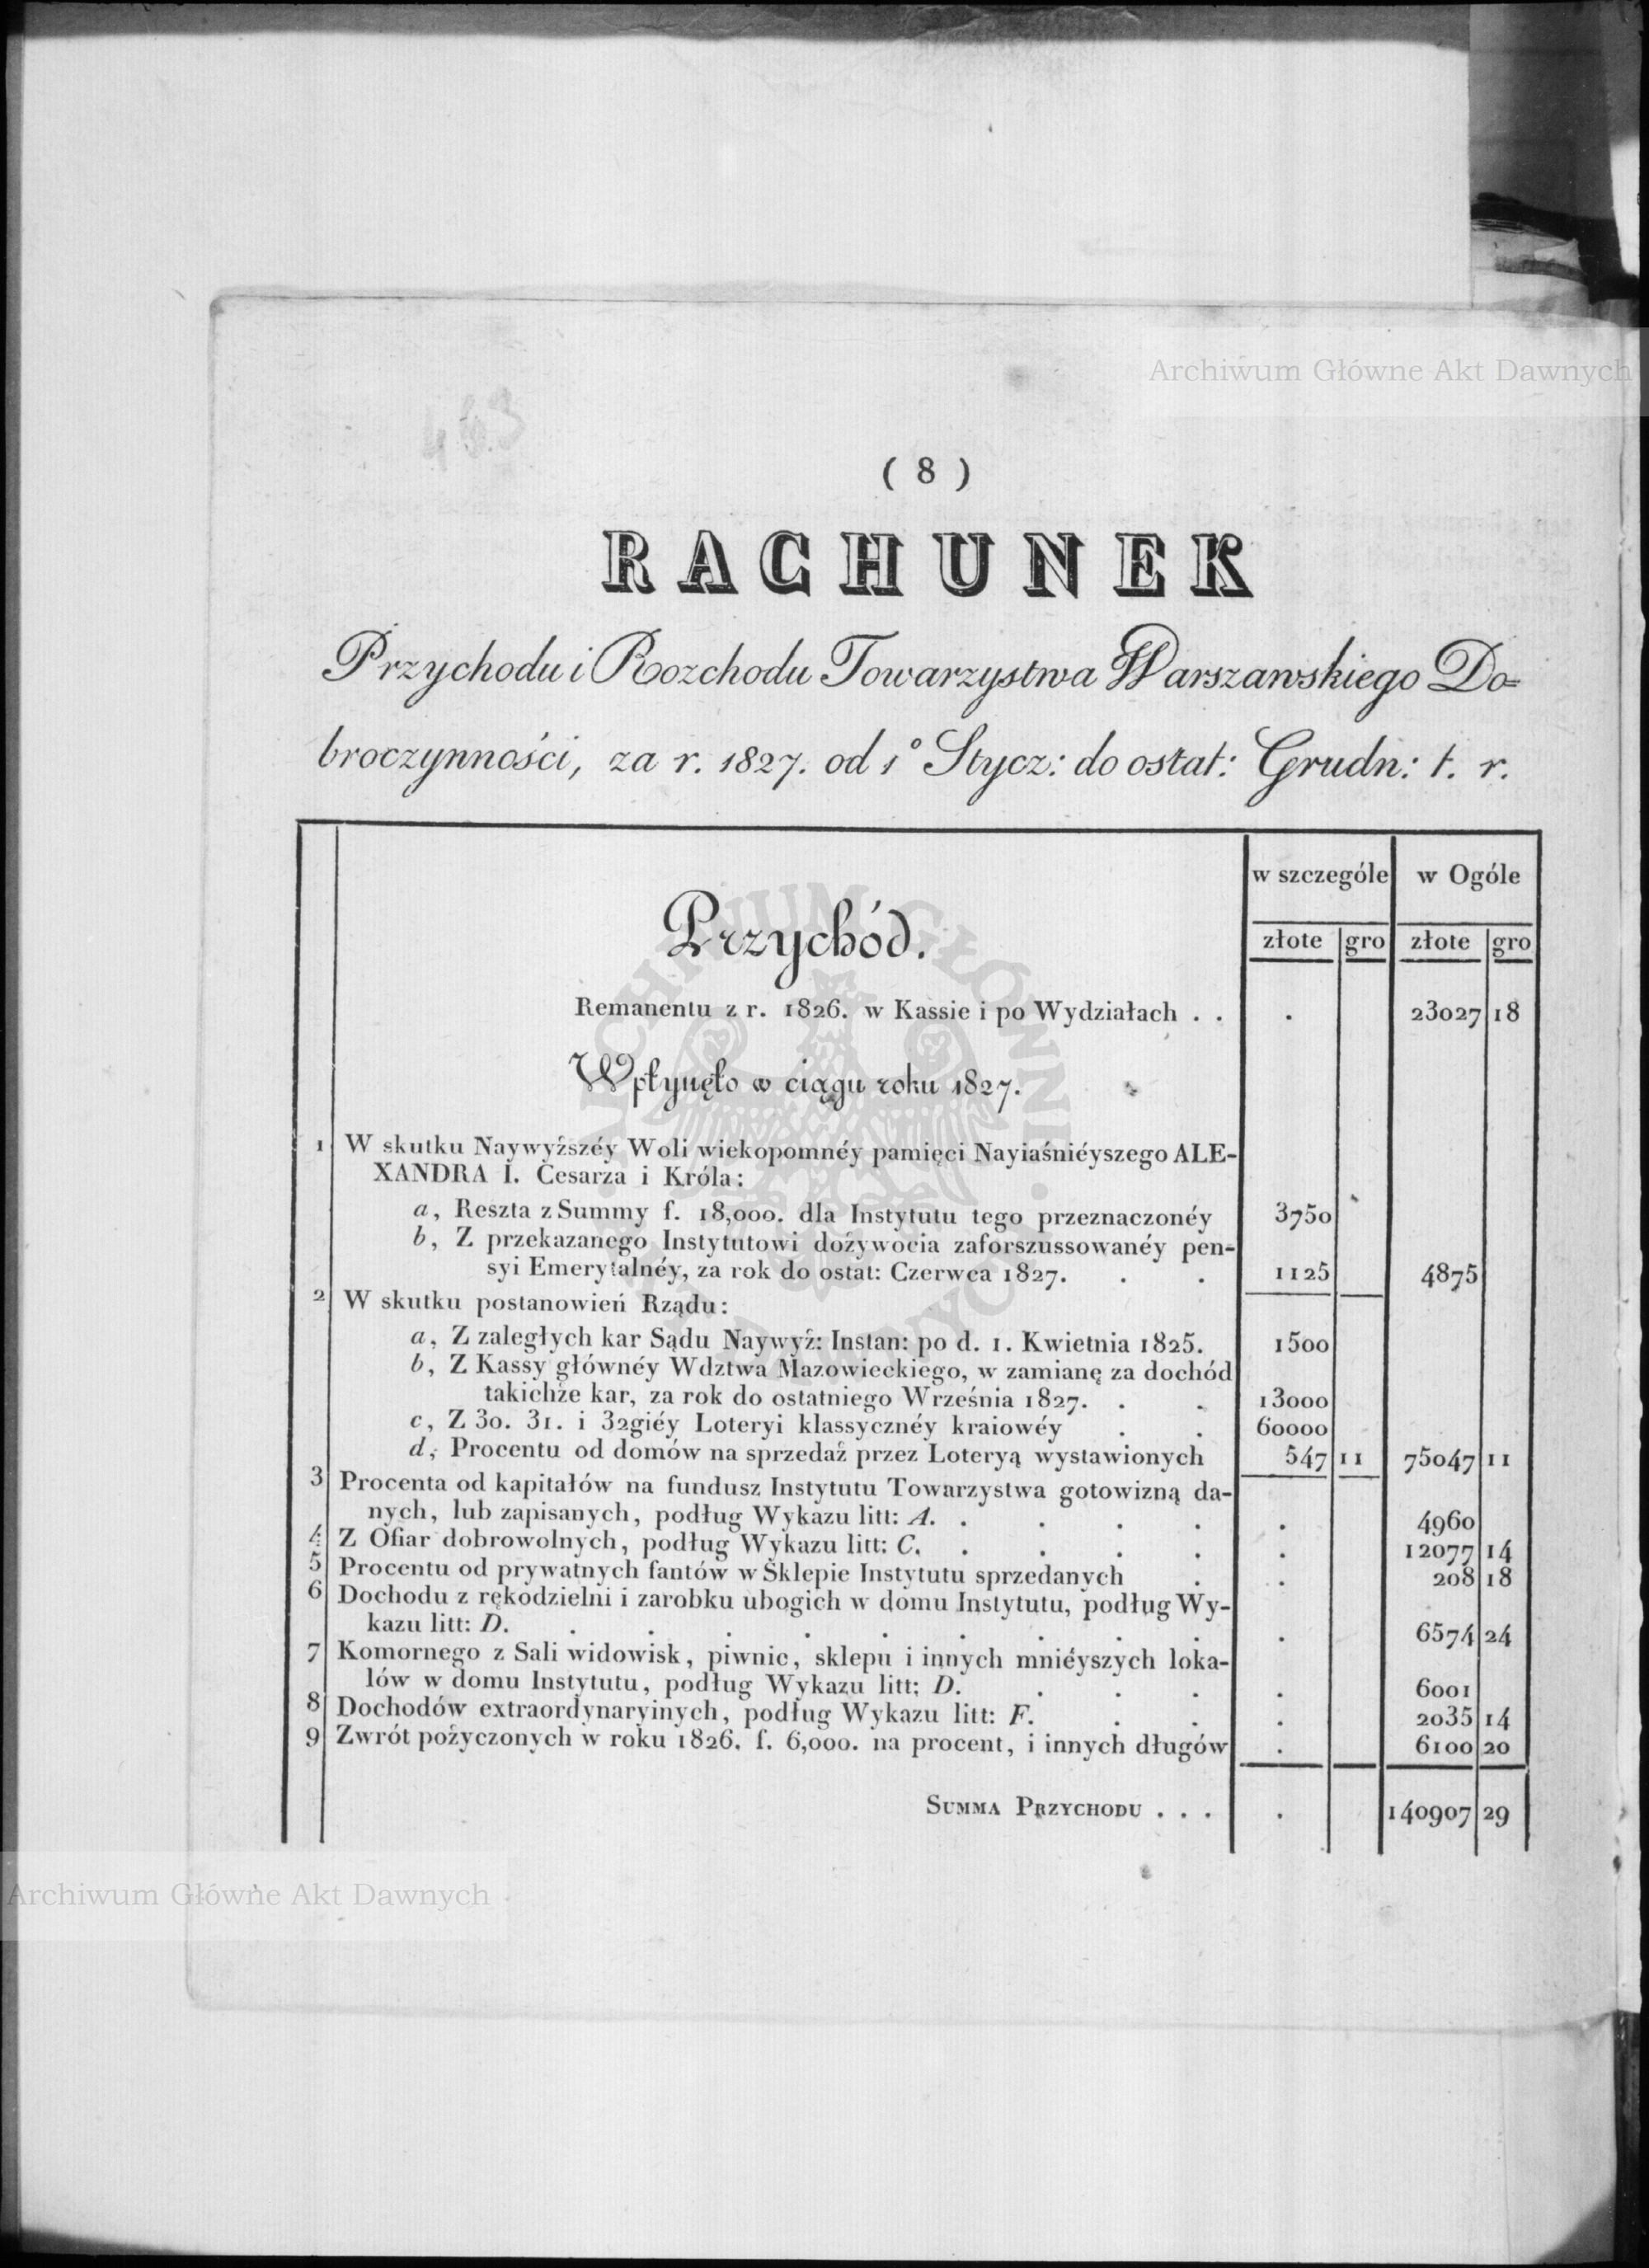 Archiwum Główne Akt Dawnych
( 8 )
RACHUNEK
Przychodu i Rozchodu Towarzystwa Warszawskiego Do=
broczynności, za r. 1827. od 1° Stycz: do ostat: Grudn: t. r.
w szczególe w Ogóle
złote gro złote gro
Przychód.
Remanentu z r. 1826. w Kassie i po Wydziałach . . . 23027 18
Wpłynęło w ciągu roku 1827.
1 W skutku Naywyższéy Woli wiekopomnéy pamięci Nayiaśniéyszego ALE-
XANDRA I. Cesarza i Króla:
a, Reszta z Summy f. 18,000. dla Instytutu tego przeznaczonéy 3750
b, Z przekazanego Instytutowi dożywocia zaforszussowanéy pen-
syi Emerytalnéy, za rok do ostat: Czerwca 1827. . . 1125 4875
2 W skutku postanowień Rządu:
a, Z zaległych kar Sądu Naywyż: Instan: po d. 1. Kwietnia 1825. 1500
b, Z Kassy głównéy Wdztwa Mazowieckiego, w zamianę za dochód
takichże kar, za rok do ostatniego Września 1827. . . 13000
c, Z 30. 31. i 32giéy Loteryi klassycznéy kraiowéy . . 60000
d, Procentu od domów na sprzedaż przez Loteryą wystawionych 547 11 75047 11
3 Procenta od kapitałów na fundusz Instytutu Towarzystwa gotowizną da-
nych, lub zapisanych, podług Wykazu litt: A. . . . . . 4960
4 Z Ofiar dobrowolnych, podług Wykazu litt: C. . . . . . 12077 14
5 Procentu od prywatnych fantów w Sklepie Instytutu sprzedanych . . 208 18
6 Dochodu z rękodzielni i zarobku ubogich w domu Instytutu, podług Wy-
kazu litt: D. . . . . . . . . . . 6574 24
7 Komornego z Sali widowisk, piwnic, sklepu i innych mniéyszych loka-
lów w domu Instytutu, podług Wykazu litt: D. . . . . 6001
8 Dochodów extraordynaryinych, podług Wykazu litt: F. . . . 2035 14
9 Zwrót pożyczonych w roku 1826. f. 6,000. na procent, i innych długów . 6100 20
Summa Przychodu . . . . 140907 29
Archiwum Główne Akt Dawnych